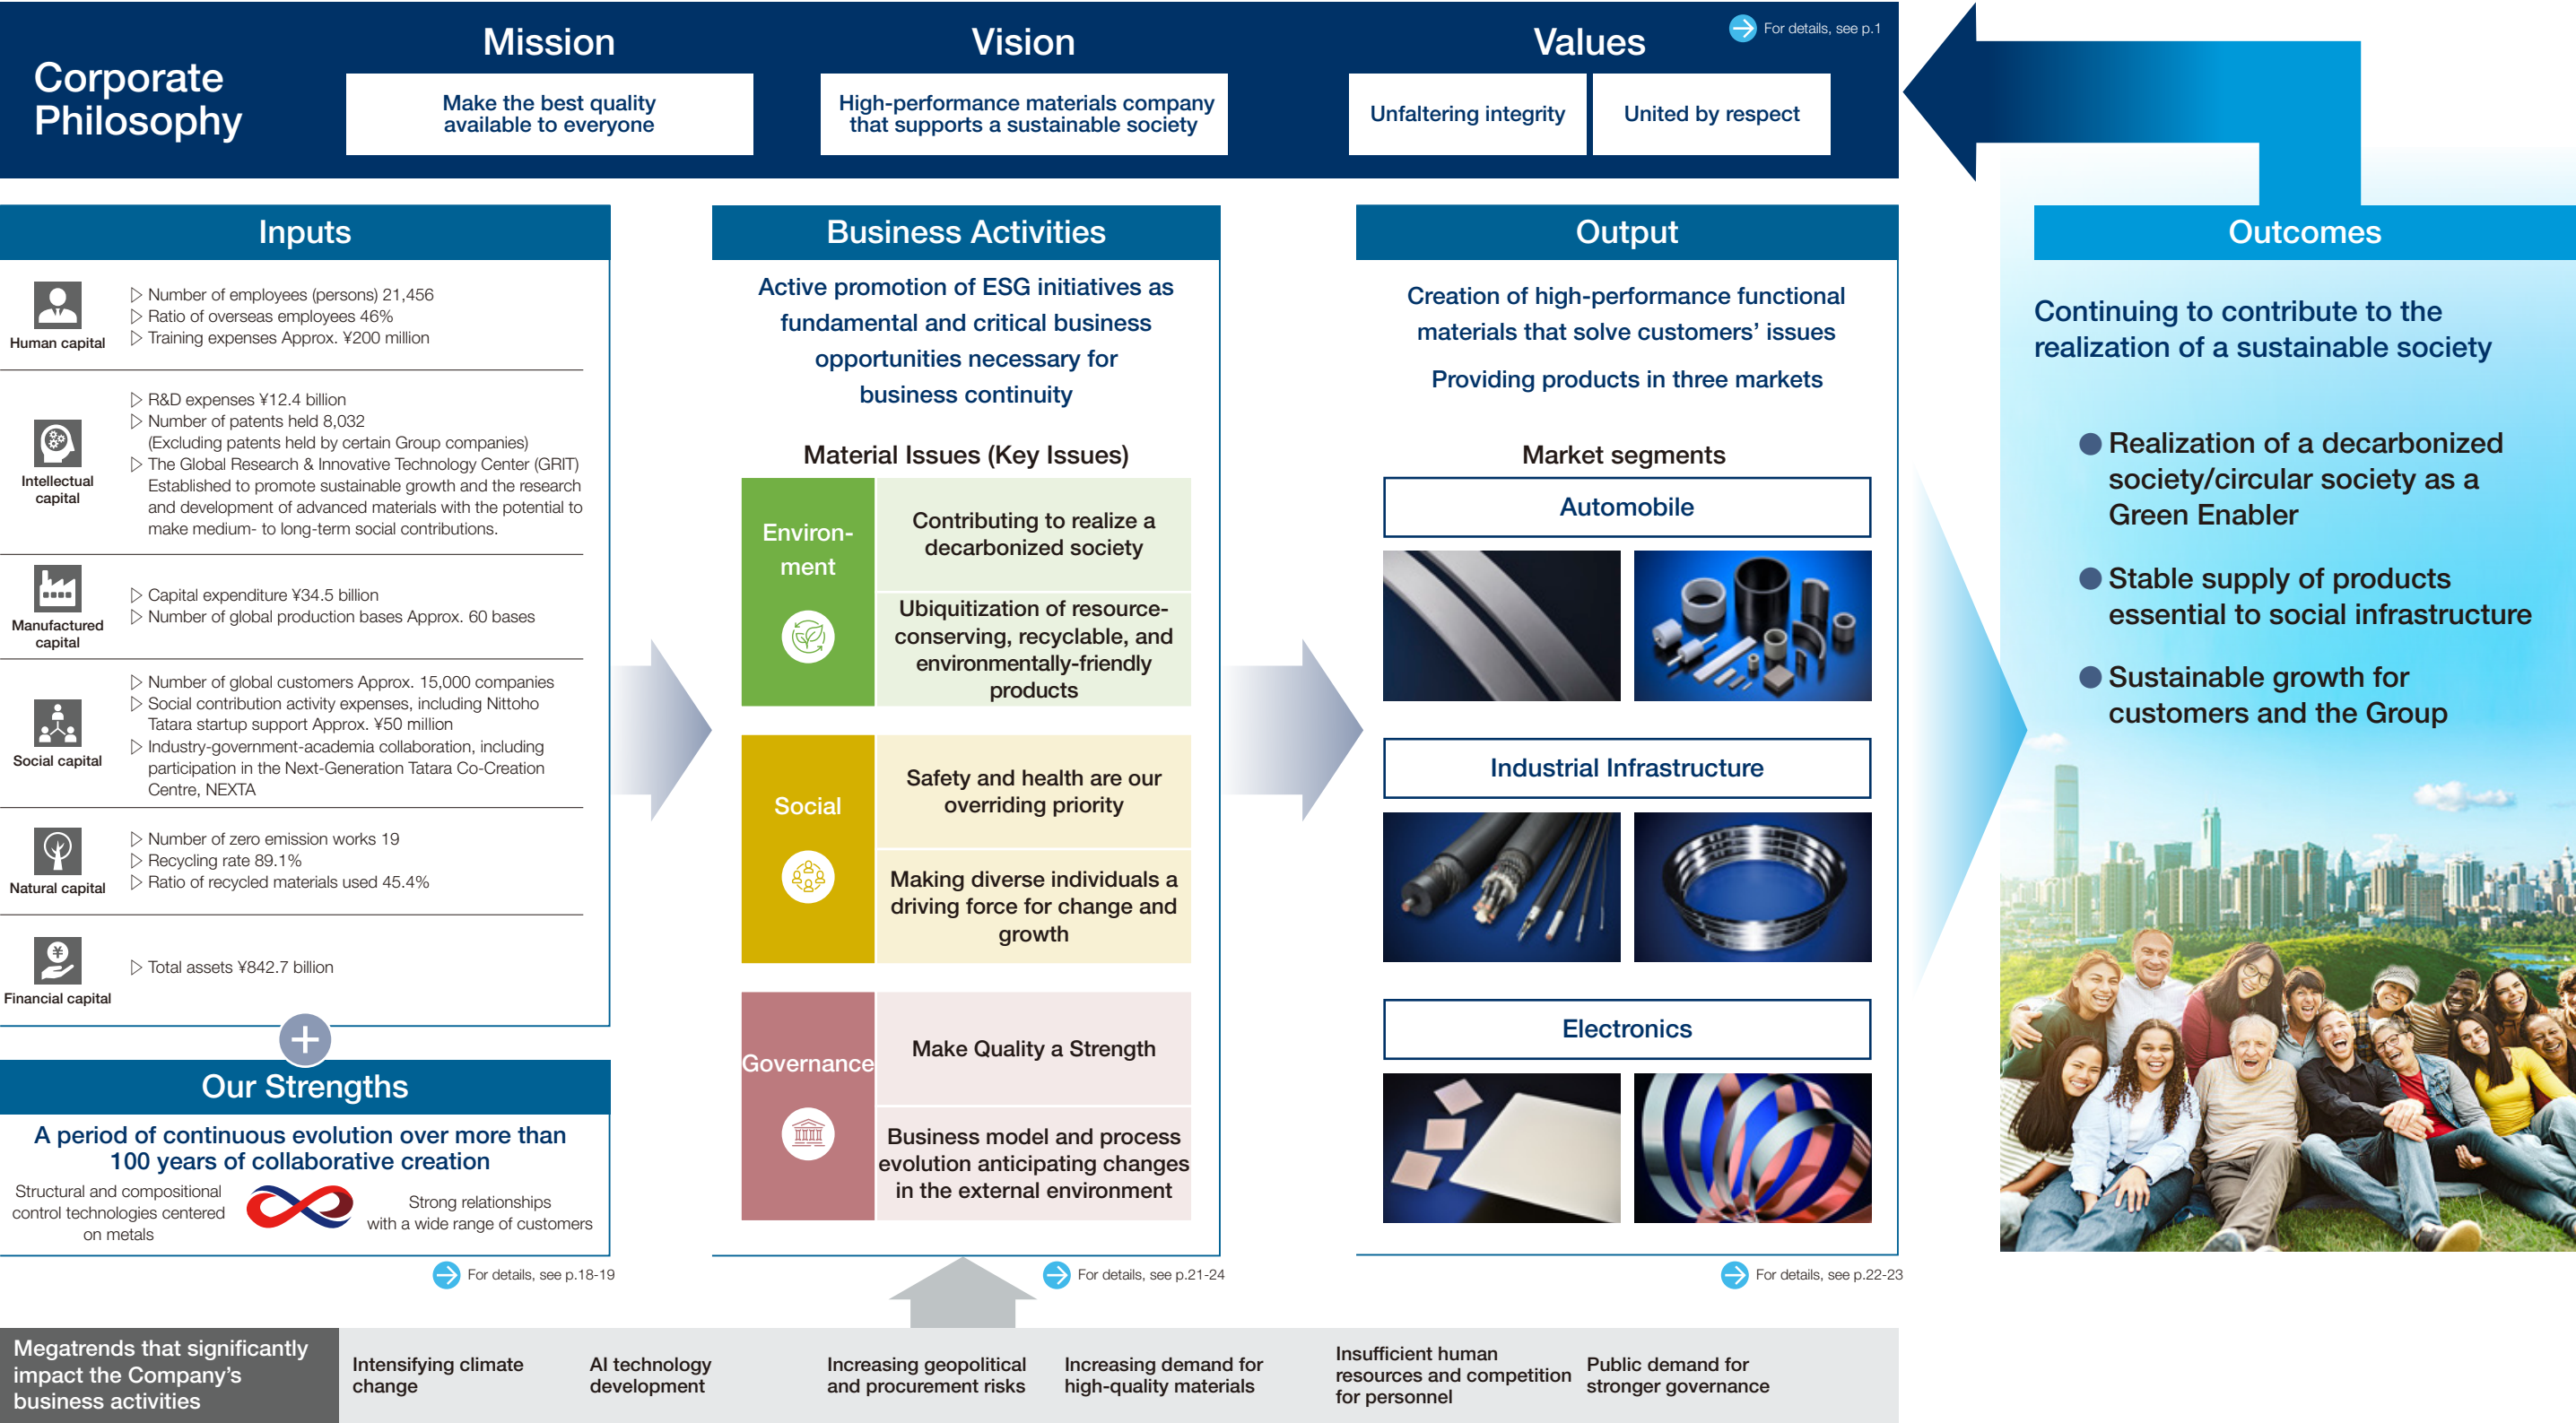 Corporate
Philosophy
Mission
Make the best quality
available to everyone
Vision
High-performance materials company
that supports a sustainable society
Values
For details, see p.1
Unfaltering integrity
United by respect
Inputs
Human capital
▷ Number of employees (persons) 21,456
▷ Ratio of overseas employees 46%
▷ Training expenses Approx. ¥200 million
Intellectual
capital
▷ R&D expenses ¥12.4 billion
▷ Number of patents held 8,032
(Excluding patents held by certain Group companies)
▷ The Global Research & Innovative Technology Center (GRIT)
Established to promote sustainable growth and the research
and development of advanced materials with the potential to
make medium- to long-term social contributions.
Manufactured
capital
▷ Capital expenditure ¥34.5 billion
▷ Number of global production bases Approx. 60 bases
Social capital
▷ Number of global customers Approx. 15,000 companies
▷ Social contribution activity expenses, including Nittoho
Tatara startup support Approx. ¥50 million
▷ Industry-government-academia collaboration, including
participation in the Next-Generation Tatara Co-Creation
Centre, NEXTA
Natural capital
▷ Number of zero emission works 19
▷ Recycling rate 89.1%
▷ Ratio of recycled materials used 45.4%
Financial capital
▷ Total assets ¥842.7 billion
+
Our Strengths
A period of continuous evolution over more than
100 years of collaborative creation
Structural and compositional
control technologies centered
on metals
Strong relationships
with a wide range of customers
For details, see p.18-19
Business Activities
Active promotion of ESG initiatives as
fundamental and critical business
opportunities necessary for
business continuity
Material Issues (Key Issues)
Environ-
ment
Contributing to realize a
decarbonized society
Ubiquitization of resource-
conserving, recyclable, and
environmentally-friendly
products
Social
Safety and health are our
overriding priority
Making diverse individuals a
driving force for change and
growth
Governance
Make Quality a Strength
Business model and process
evolution anticipating changes
in the external environment
For details, see p.21-24
Output
Creation of high-performance functional
materials that solve customers’ issues
Providing products in three markets
Market segments
Automobile
Industrial Infrastructure
Electronics
For details, see p.22-23
Outcomes
Continuing to contribute to the
realization of a sustainable society
● Realization of a decarbonized
society/circular society as a
Green Enabler
● Stable supply of products
essential to social infrastructure
● Sustainable growth for
customers and the Group
Megatrends that significantly
impact the Company’s
business activities
Intensifying climate
change
AI technology
development
Increasing geopolitical
and procurement risks
Increasing demand for
high-quality materials
Insufficient human
resources and competition
for personnel
Public demand for
stronger governance